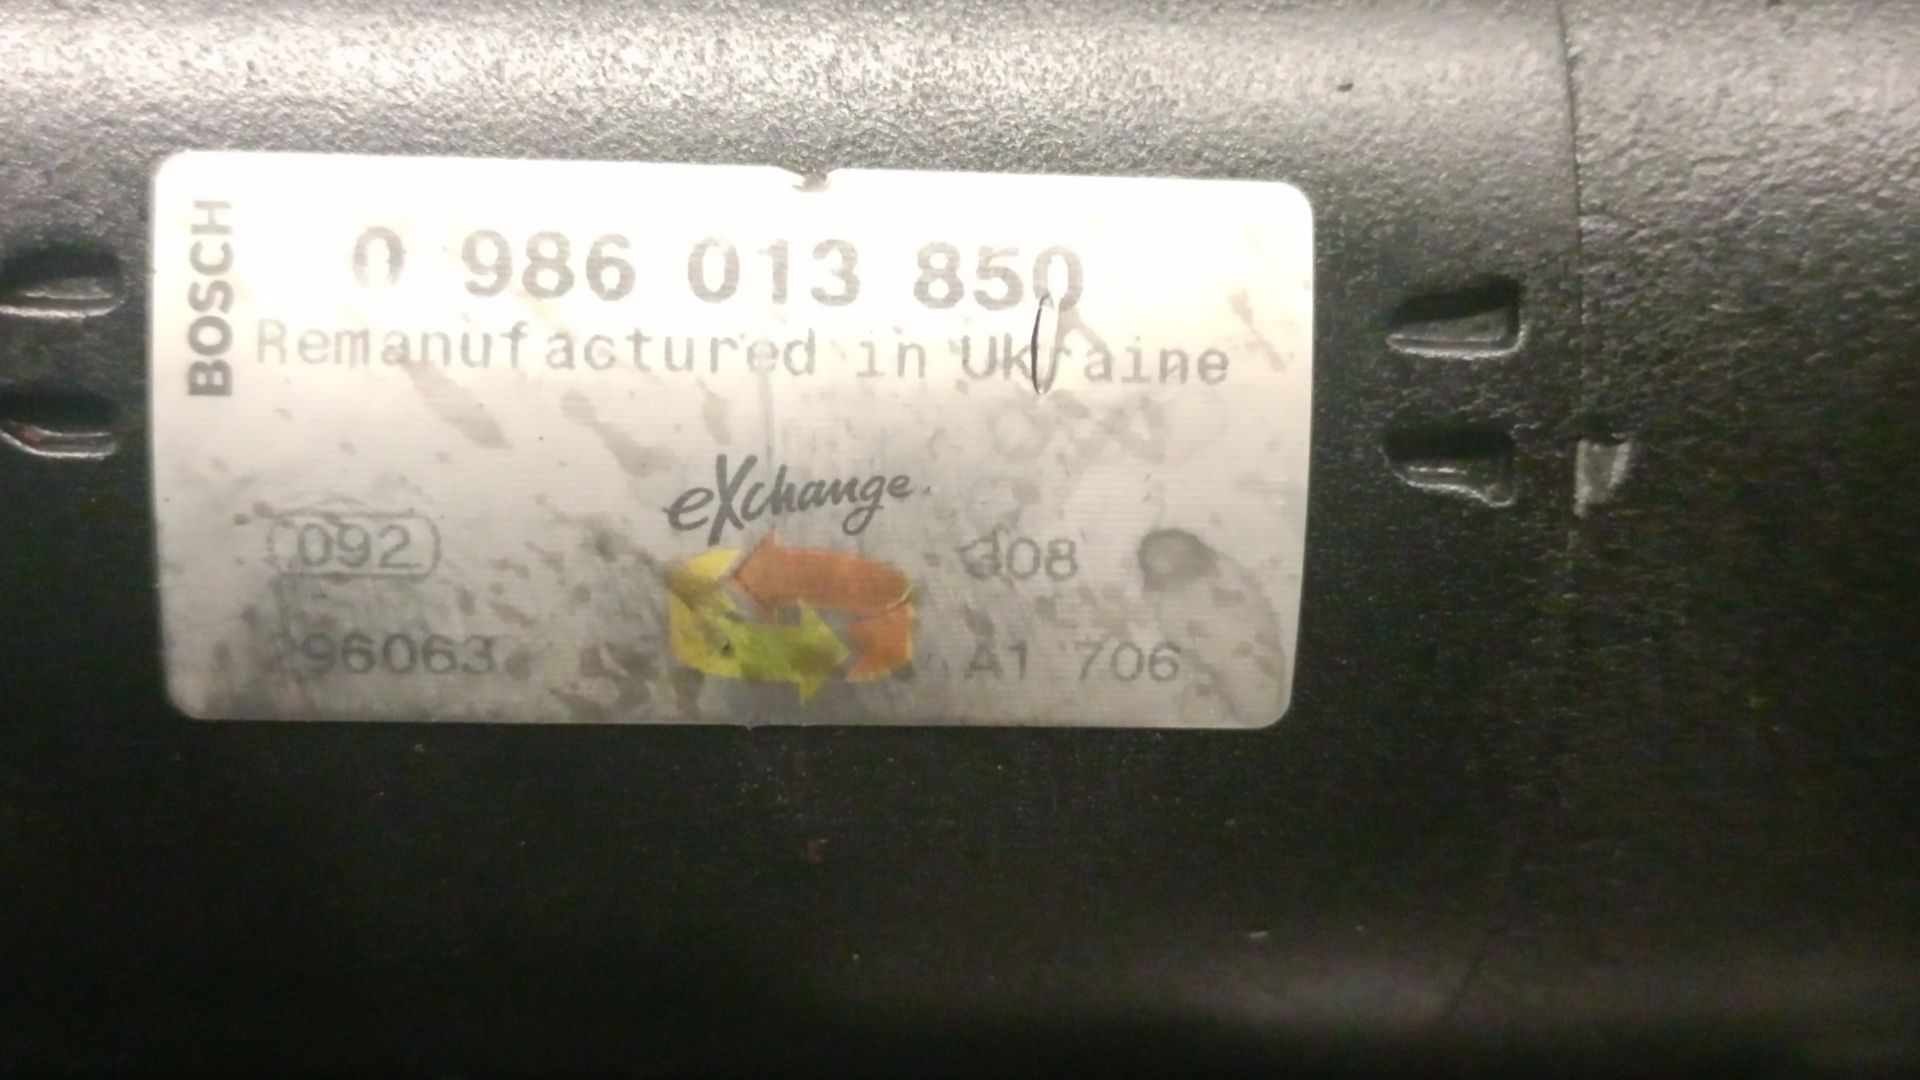 BOSCH
0 986 013 850
Remanufactured in Ukraine
eXchange
092
308
96063
A1 706